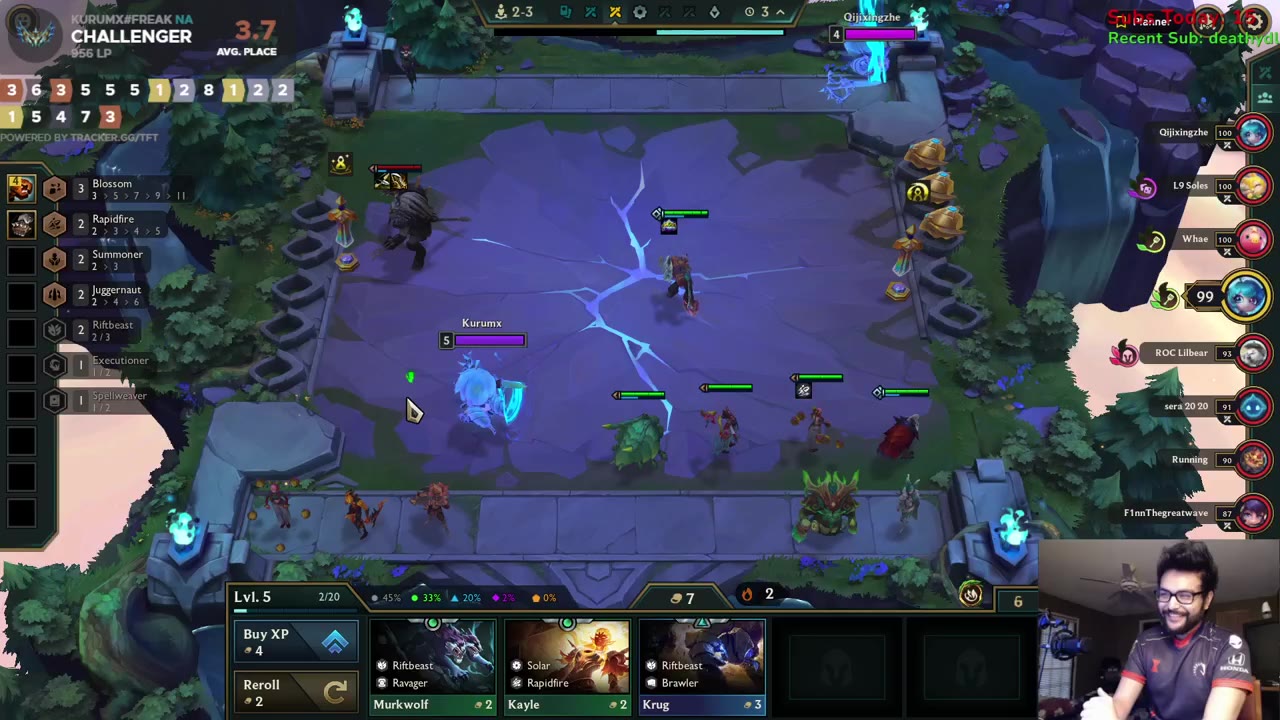 KURUMX#FREAK NA
CHALLENGER
956 LP
3.7
AVG. PLACE
3 6 3 5 5 5 1 2 8 1 2 2
1 5 4 7 3
POWERED BY TRACKER.GG/TFT
2-3
3
Qijixingzhe
4
Subs Today:
Planner
Recent Sub: deathydl
4
3 Blossom
3 > 5 > 7 > 9 > 11
2 Rapidfire
2 > 3 > 4 > 5
2 Summoner
2 > 3
2 Juggernaut
2 > 4 > 6
2 Riftbeast
2 / 3
1 Executioner
1 / 2
1 Spellweaver
1 / 2
Qijixingzhe 100
L9 Soles 100
Whae 100
99
ROC Lilbear 93
sera 20 20 91
Running 90
F1nnThegreatwave 87
Kurumx
5
Lvl. 5 2/20
45% 33% 20% 2% 0%
7
2
6
Buy XP
4
Reroll
2
Riftbeast
Ravager
Murkwolf 2
Solar
Rapidfire
Kayle 2
Riftbeast
Brawler
Krug 3
HONDA